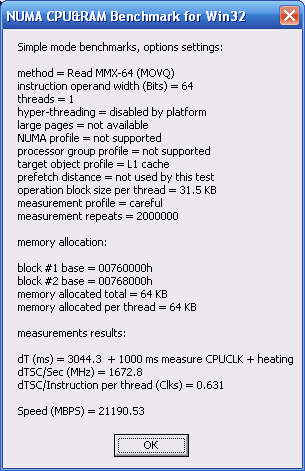 NUMA CPU&RAM Benchmark for Win32
Simple mode benchmarks, options settings:
method = Read MMX-64 (MOVQ)
instruction operand width (Bits) = 64
threads = 1
hyper-threading = disabled by platform
large pages = not available
NUMA profile = not supported
processor group profile = not supported
target object profile = L1 cache
prefetch distance = not used by this test
operation block size per thread = 31.5 KB
measurement profile = careful
measurement repeats = 2000000
memory allocation:
block #1 base = 00760000h
block #2 base = 00768000h
memory allocated total = 64 KB
memory allocated per thread = 64 KB
measurements results:
dT (ms) = 3044.3  + 1000 ms measure CPUCLK + heating
dTSC/Sec (MHz) = 1672.8
dTSC/Instruction per thread (Clks) = 0.631
Speed (MBPS) = 21190.53
OK